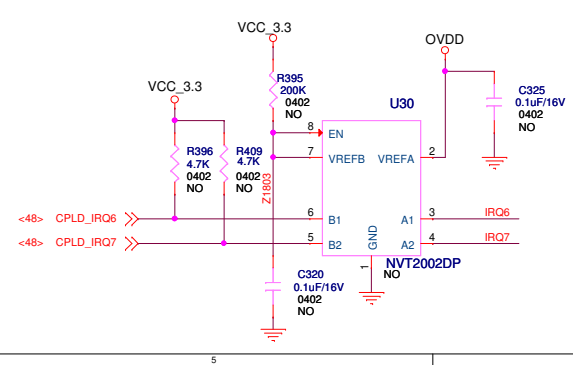 VCC_3.3
OVDD
VCC_3.3
R395
200K
0402
NO
U30
C325
0.1uF/16V
0402
NO
8
EN
R396
4.7K
0402
NO
R409
4.7K
0402
NO
7
VREFB
VREFA
2
Z1803
<48> CPLD_IRQ6
6
B1
A1
3
IRQ6
<48> CPLD_IRQ7
5
B2
A2
4
IRQ7
GND
1
NVT2002DP
NO
C320
0.1uF/16V
0402
NO
5